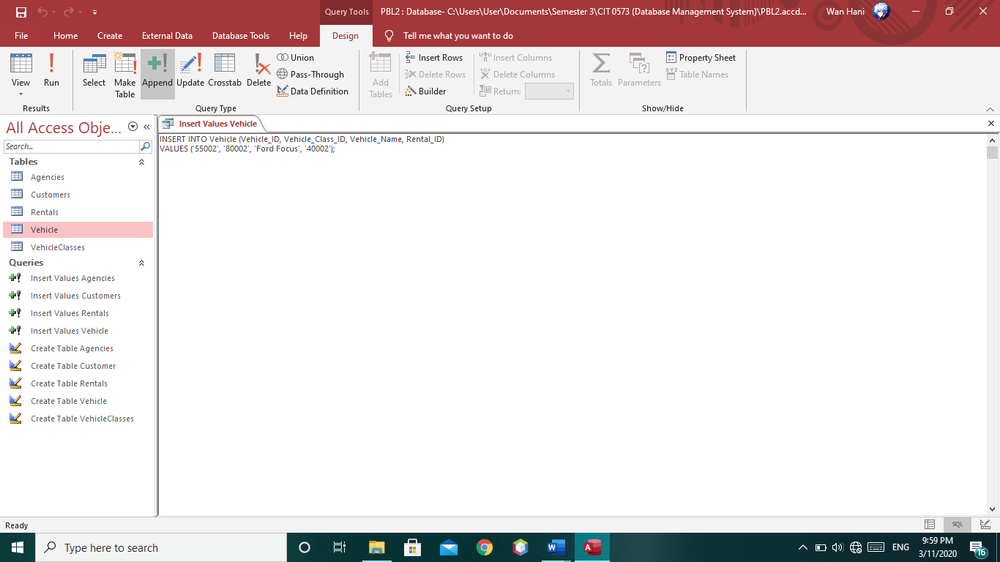 Query Tools
PBL2 : Database- C:\Users\User\Documents\Semester 3\CIT 0573 (Database Management System)\PBL2.accd...
Wan Hani
File
Home
Create
External Data
Database Tools
Help
Design
Tell me what you want to do
View
Run
Results
Select
Make
Table
Append
Update
Crosstab
Delete
Union
Pass-Through
Data Definition
Query Type
Add
Tables
Insert Rows
Delete Rows
Builder
Insert Columns
Delete Columns
Return:
Query Setup
Totals
Parameters
Property Sheet
XYZ
Table Names
Show/Hide
All Access Obje...
Search...
Tables
Agencies
Customers
Rentals
Vehicle
VehicleClasses
Queries
Insert Values Agencies
Insert Values Customers
Insert Values Rentals
Insert Values Vehicle
Create Table Agencies
Create Table Customer
Create Table Rentals
Create Table Vehicle
Create Table VehicleClasses
Insert Values Vehicle
INSERT INTO Vehicle (Vehicle_ID, Vehicle_Class_ID, Vehicle_Name, Rental_ID)
VALUES ('55002', '80002', 'Ford Focus', '40002');
Ready
SQL
Type here to search
W
A
ENG
9:59 PM
3/11/2020
16